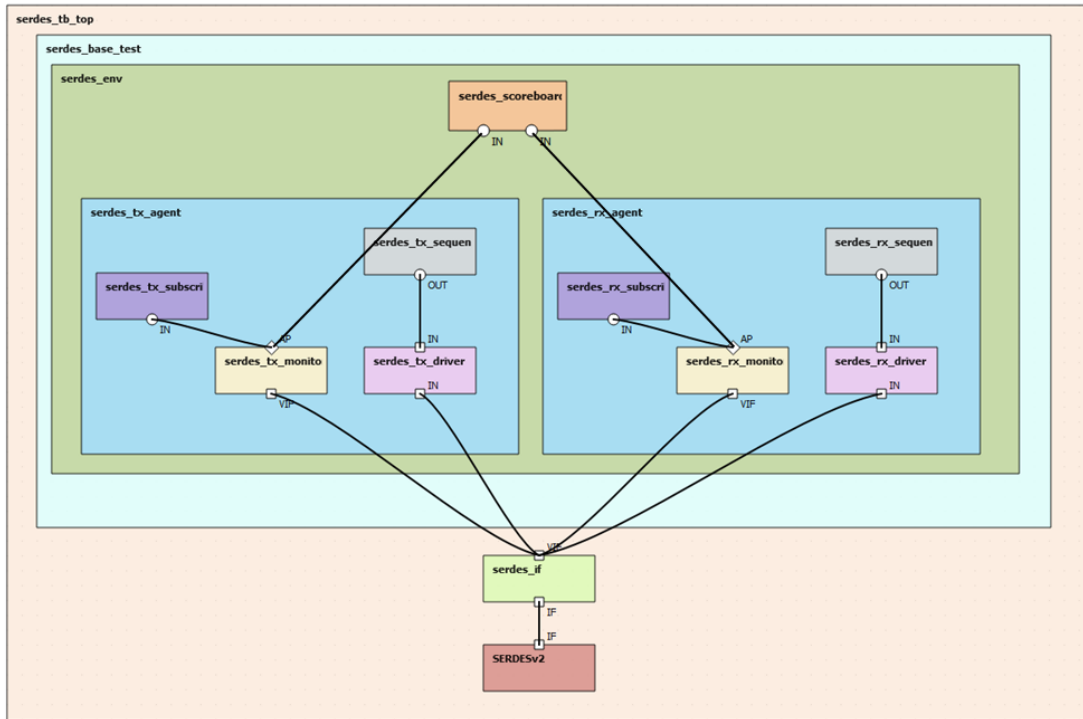 serdes_tb_top
serdes_base_test
serdes_env
serdes_scoreboard
IN
IN
serdes_tx_agent
serdes_rx_agent
serdes_tx_sequen
serdes_rx_sequen
OUT
OUT
serdes_tx_subscri
serdes_rx_subscri
IN
IN
AP
IN
AP
IN
serdes_tx_monito
serdes_tx_driver
serdes_rx_monito
serdes_rx_driver
IN
IN
VIF
VIF
VIF
serdes_if
IF
IF
SERDESv2